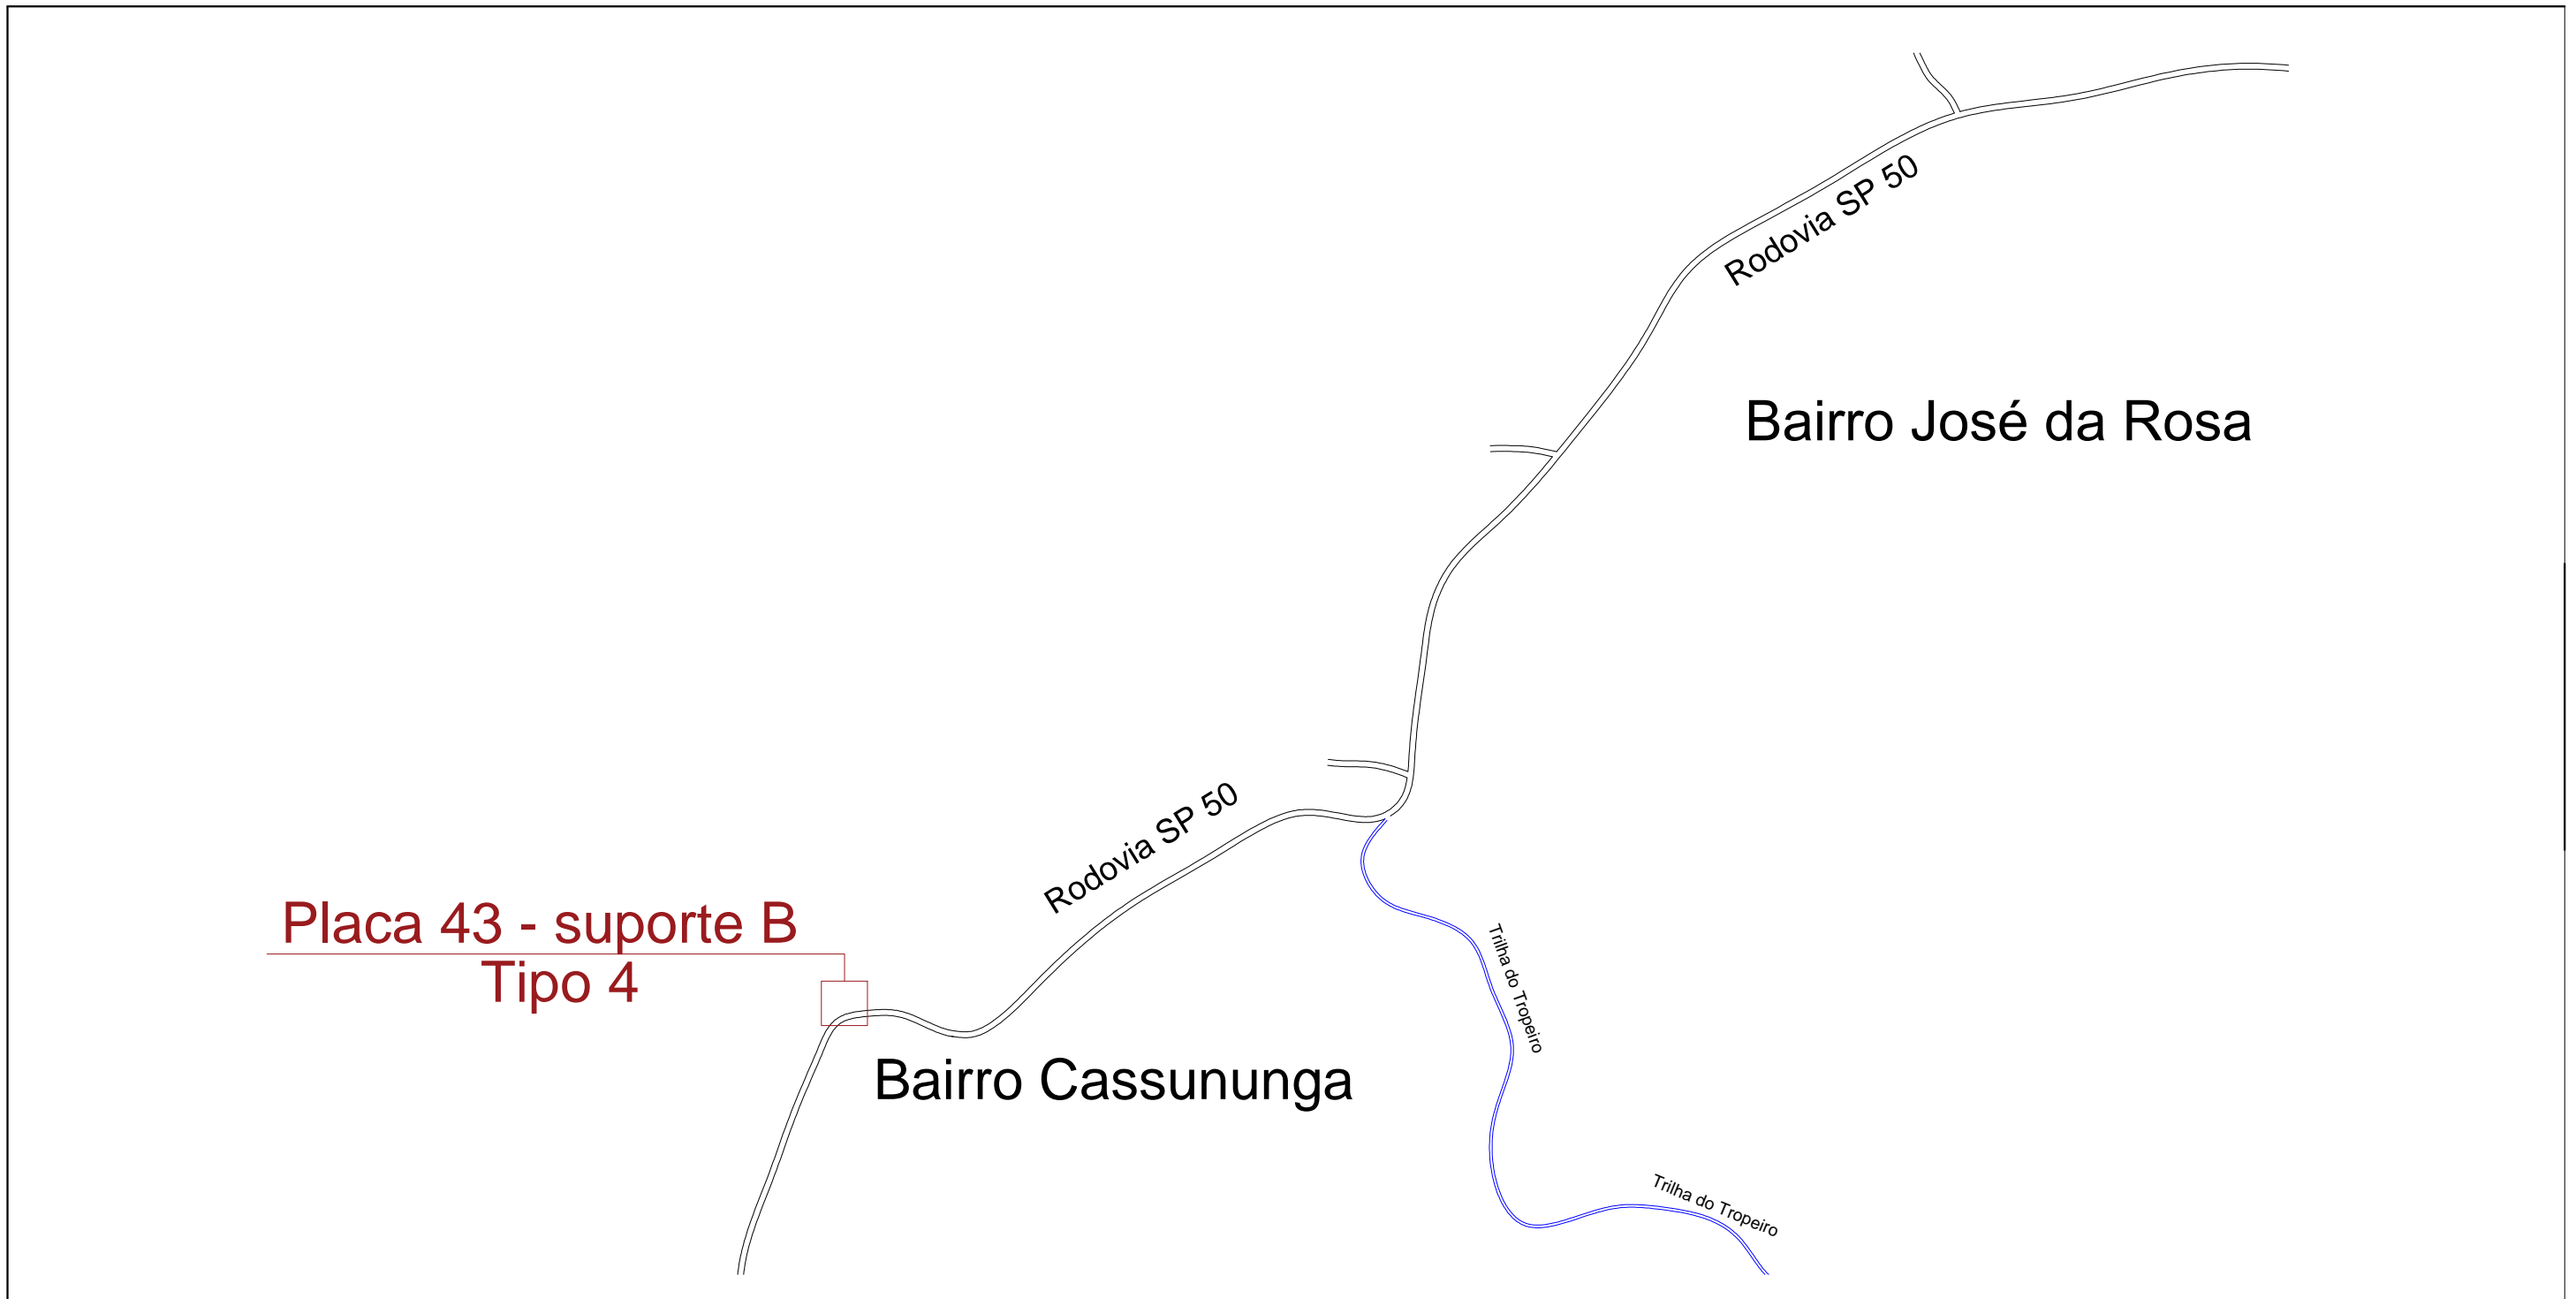 Rodovia SP 50
Bairro José da Rosa
Rodovia SP 50
Placa 43 - suporte B
Tipo 4
Trilha do Tropeiro
Bairro Cassununga
Trilha do Tropeiro